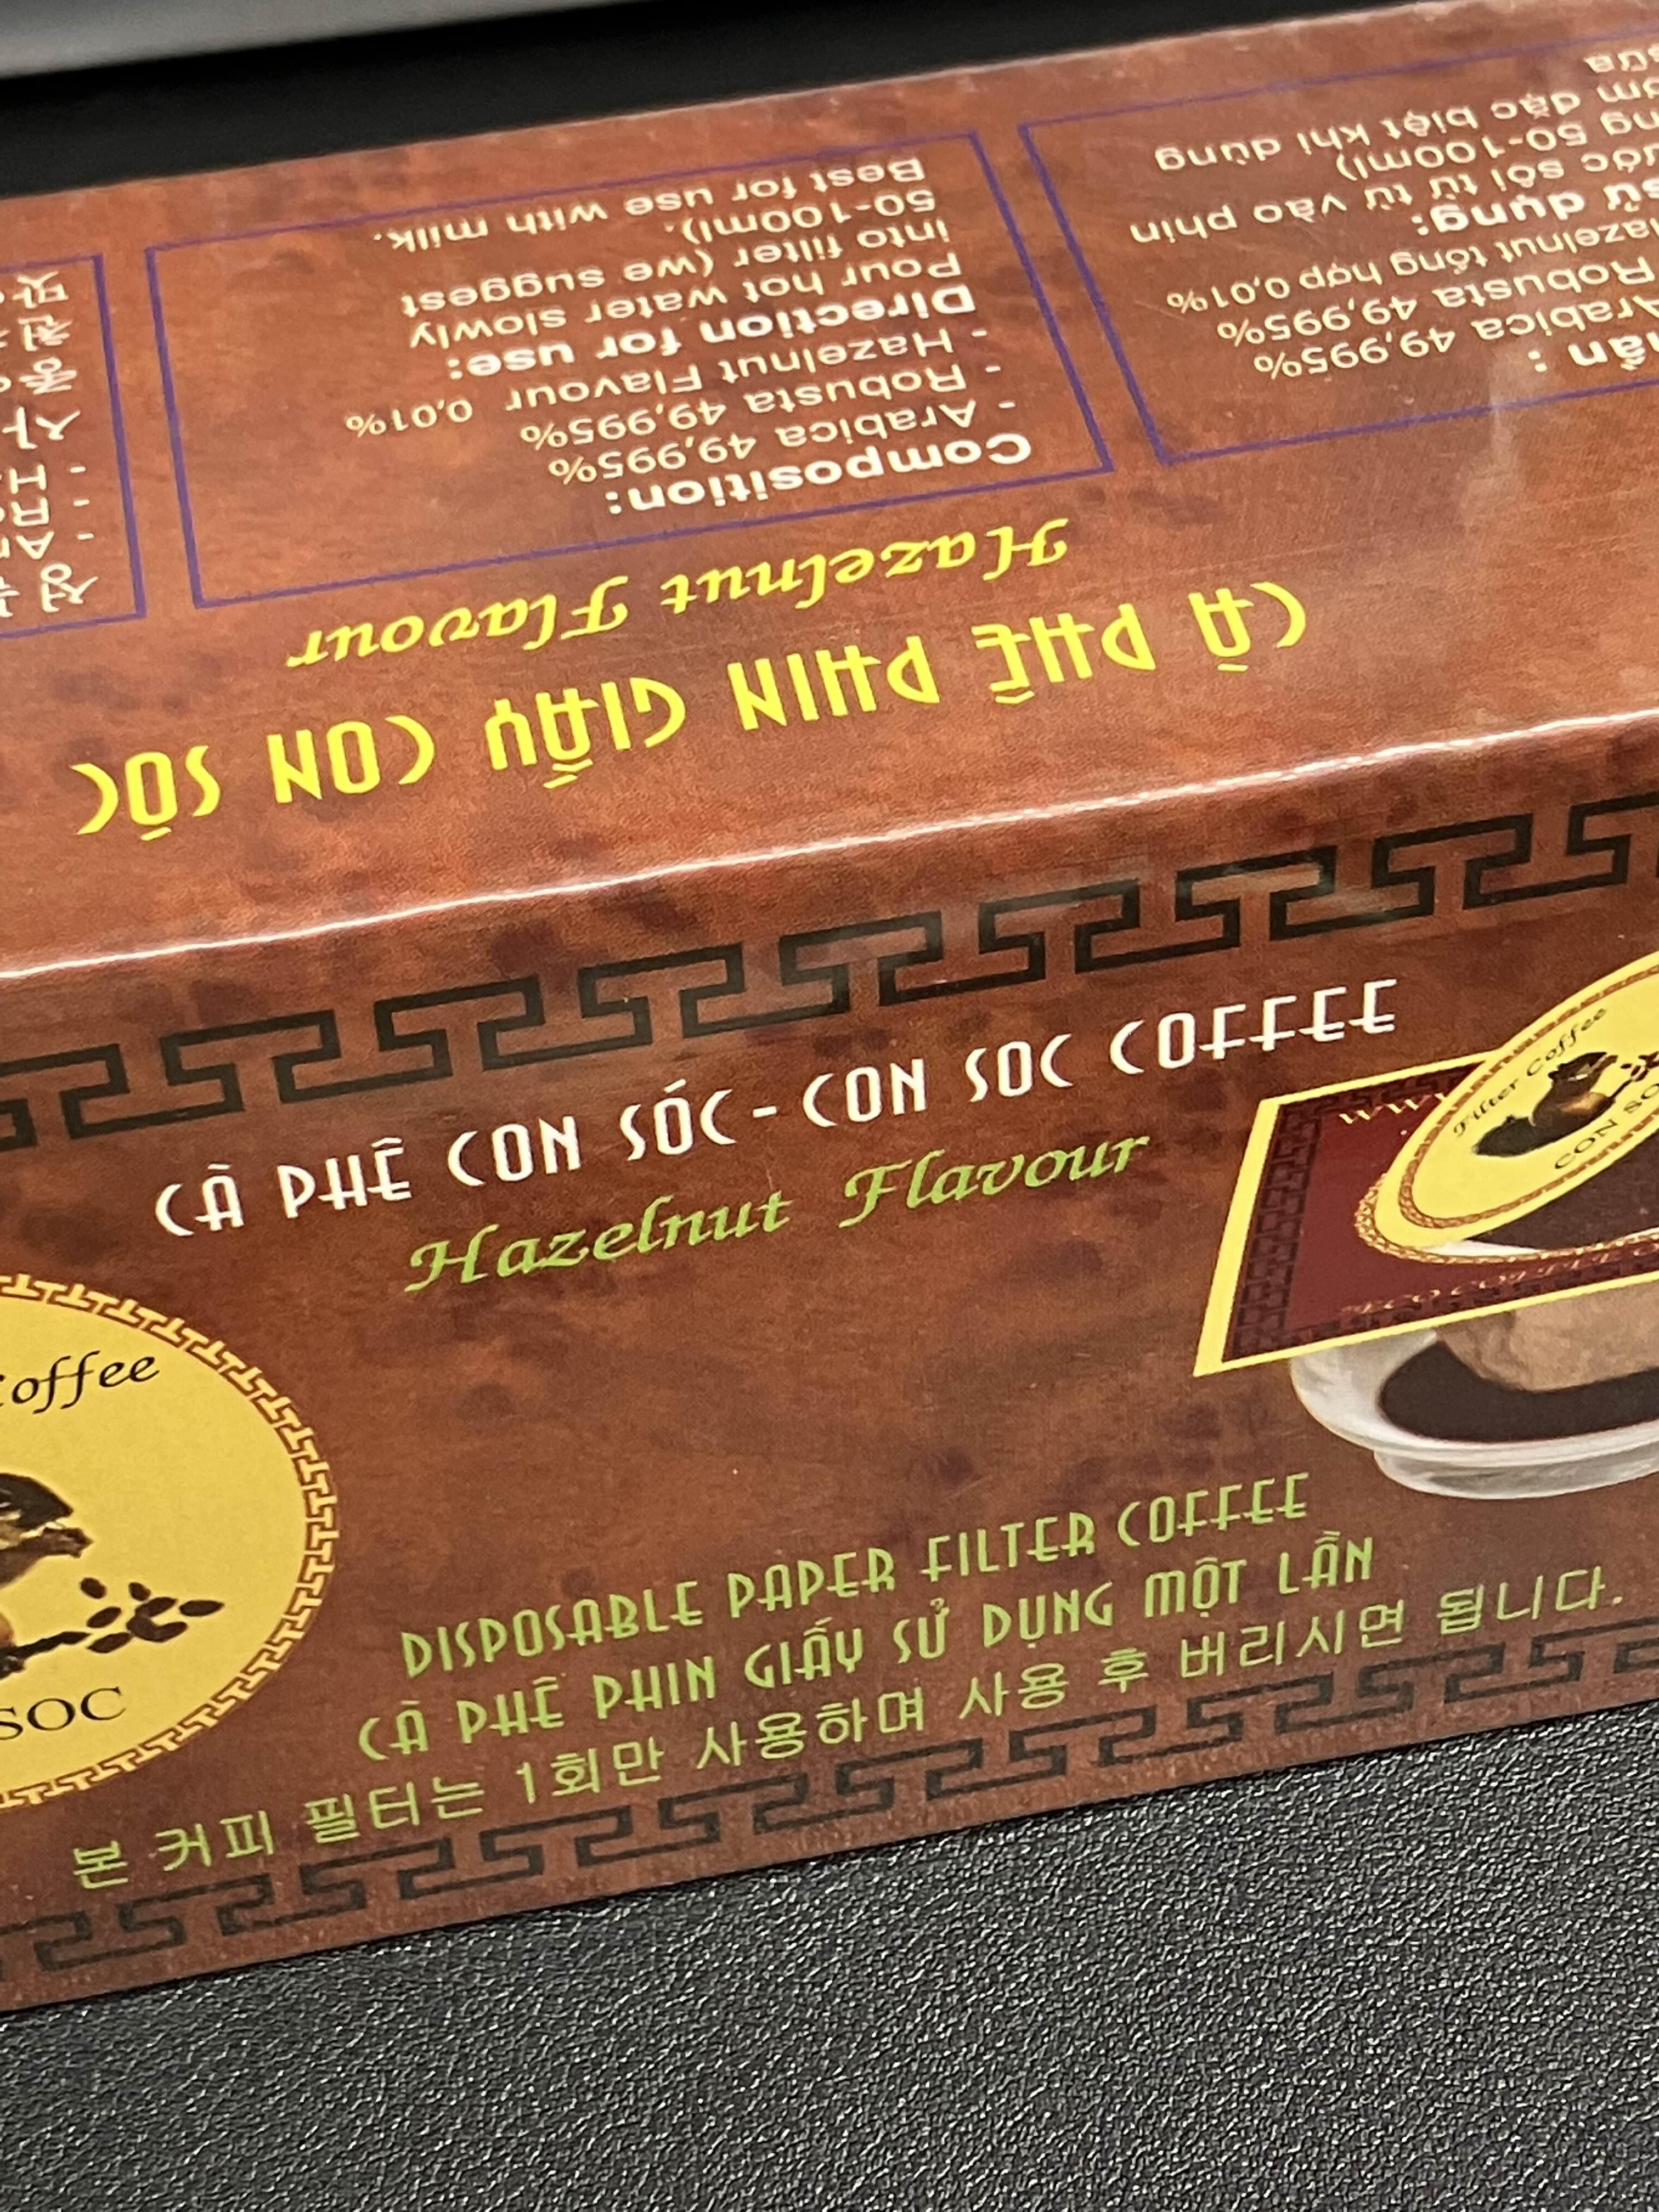 CÀ PHÊ PHIN GIẤY CON SÓC
Hazelnut Flavour
Composition:
- Arabica 49,995%
- Robusta 49,995%
- Hazelnut Flavour 0,01%
Direction for use:
Pour hot water slowly
into filter (we suggest
50-100ml).
Best for use with milk.
49,995%
Robusta 49,995%
tổng hợp 0,01%
sử dụng:
sôi từ từ vào phin
50-100ml)
đặc biệt khi dùng
sữa
CÀ PHÊ CON SÓC - CON SOC COFFEE
Hazelnut Flavour
Filter Coffee
CON
Coffee
SOC
DISPOSABLE PAPER FILTER COFFEE
CÀ PHÊ PHIN GIẤY SỬ DỤNG MỘT LẦN
본 커피 필터는 1회만 사용하며 사용 후 버리시면 됩니다.